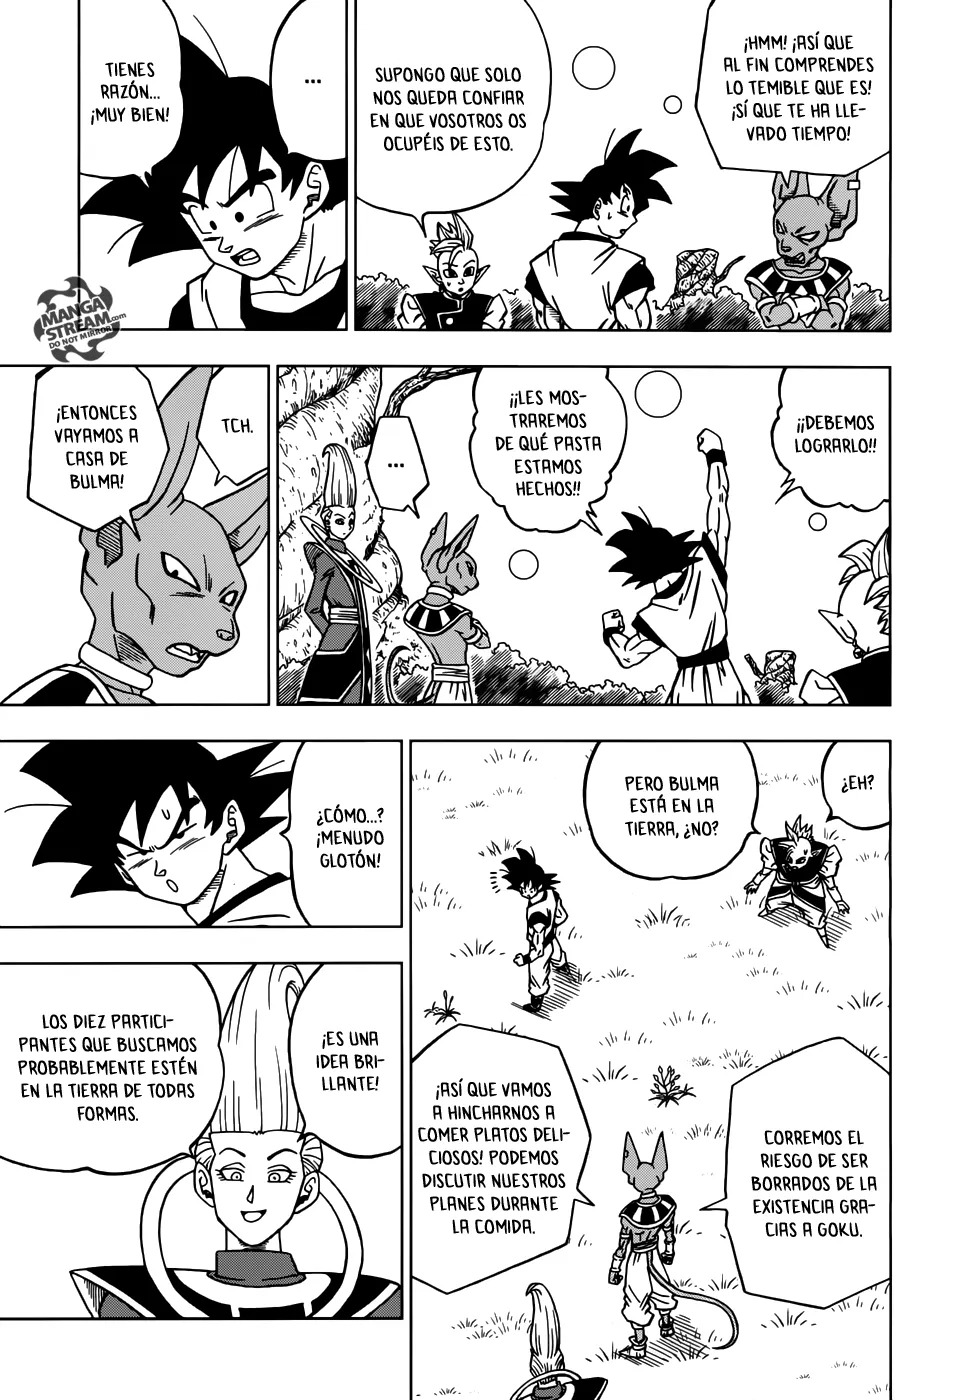 ¡HMM! ¡ASÍ QUE
AL FIN COMPRENDES
LO TEMIBLE QUE ES!
¡SÍ QUE TE HA LLE-
VADO TIEMPO!
SUPONGO QUE SOLO
NOS QUEDA CONFIAR
EN QUE VOSOTROS OS
OCUPÉIS DE ESTO.
...
TIENES
RAZÓN...
¡MUY BIEN!
MANGA
STREAM.com
DO NOT MIRROR
¡¡DEBEMOS
LOGRARLO!!
¡¡LES MOS-
TRAREMOS
DE QUÉ PASTA
ESTAMOS
HECHOS!!
...
TCH.
¡ENTONCES
VAYAMOS A
CASA DE
BULMA!
¿EH?
PERO BULMA
ESTÁ EN LA
TIERRA, ¿NO?
CORREMOS EL
RIESGO DE SER
BORRADOS DE LA
EXISTENCIA GRA-
CIAS A GOKU.
¡ASÍ QUE VAMOS
A HINCHARNOS A
COMER PLATOS DELI-
CIOSOS! PODEMOS
DISCUTIR NUESTROS
PLANES DURANTE
LA COMIDA.
¿CÓMO...?
¡MENUDO
GLOTÓN!
¡ES UNA
IDEA BRI-
LLANTE!
LOS DIEZ PARTICI-
PANTES QUE BUSCAMOS
PROBABLEMENTE ESTÉN
EN LA TIERRA DE TODAS
FORMAS.